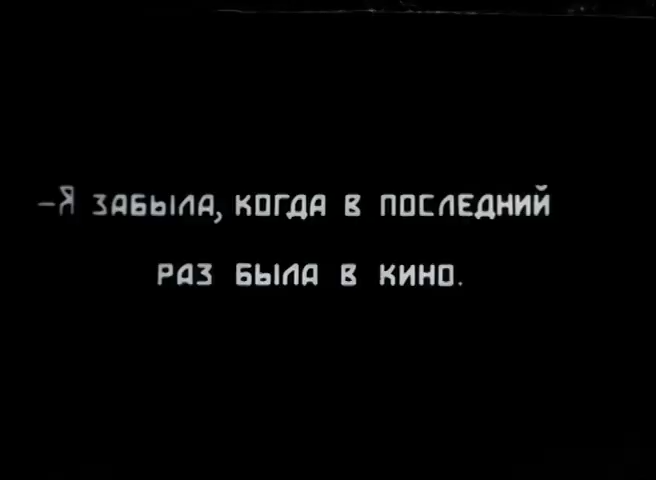 –Я ЗАБЫЛА, КОГДА В ПОСЛЕДНИЙ
РАЗ БЫЛА В КИНО.